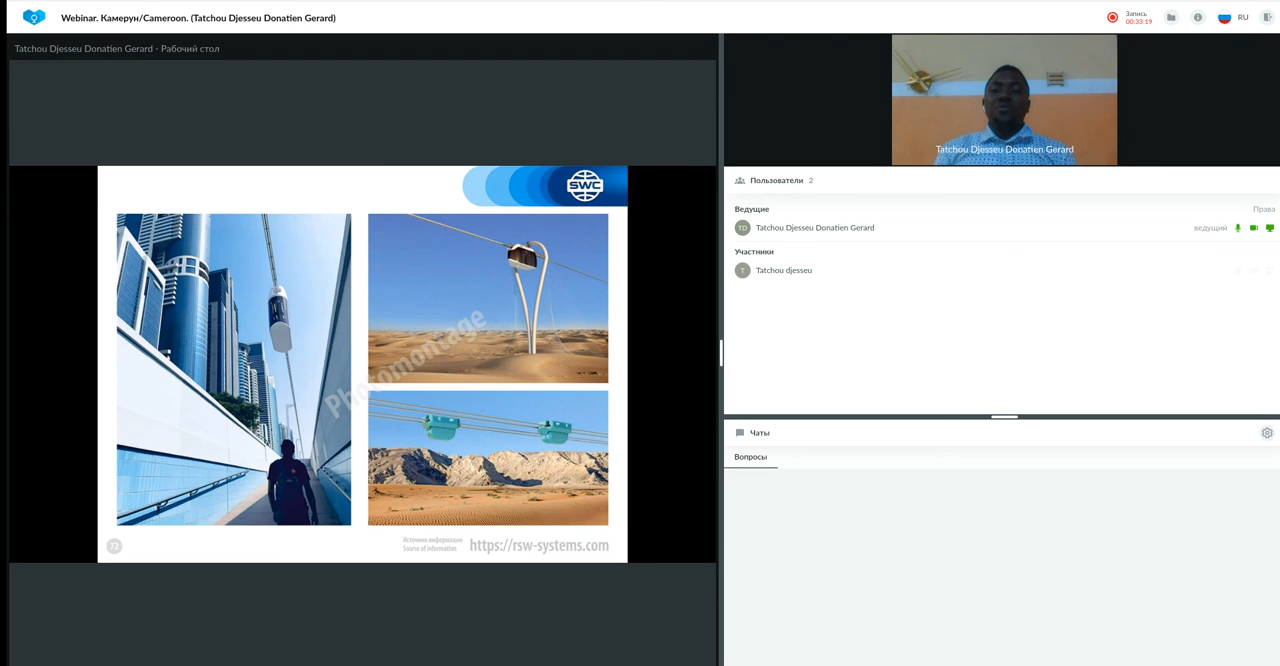 Webinar. Камерун/Cameroon. (Tatchou Djesseu Donatien Gerard)
Запись
00:33:19
RU
Tatchou Djesseu Donatien Gerard - Рабочий стол
Tatchou Djesseu Donatien Gerard
SWC
Photomontage
72
Источник информации
Source of information
https://rsw-systems.com
Пользователи 2
Ведущие Права
TD Tatchou Djesseu Donatien Gerard ведущий
Участники
T Tatchou djesseu
Чаты
Вопросы